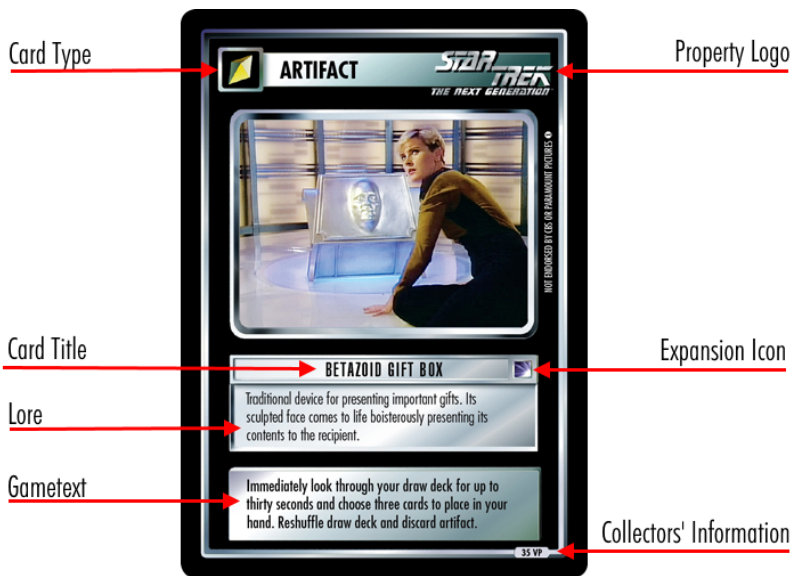 Card Type
ARTIFACT
STAR
TREK
THE NEXT GENERATION
Property Logo
NOT ENDORSED BY CBS OR PARAMOUNT PICTURES
Card Title
BETAZOID GIFT BOX
Expansion Icon
Lore
Traditional device for presenting important gifts. Its
sculpted face comes to life boisterously presenting its
contents to the recipient.
Gametext
Immediately look through your draw deck for up to
thirty seconds and choose three cards to place in your
hand. Reshuffle draw deck and discard artifact.
Collectors' Information
35 VP